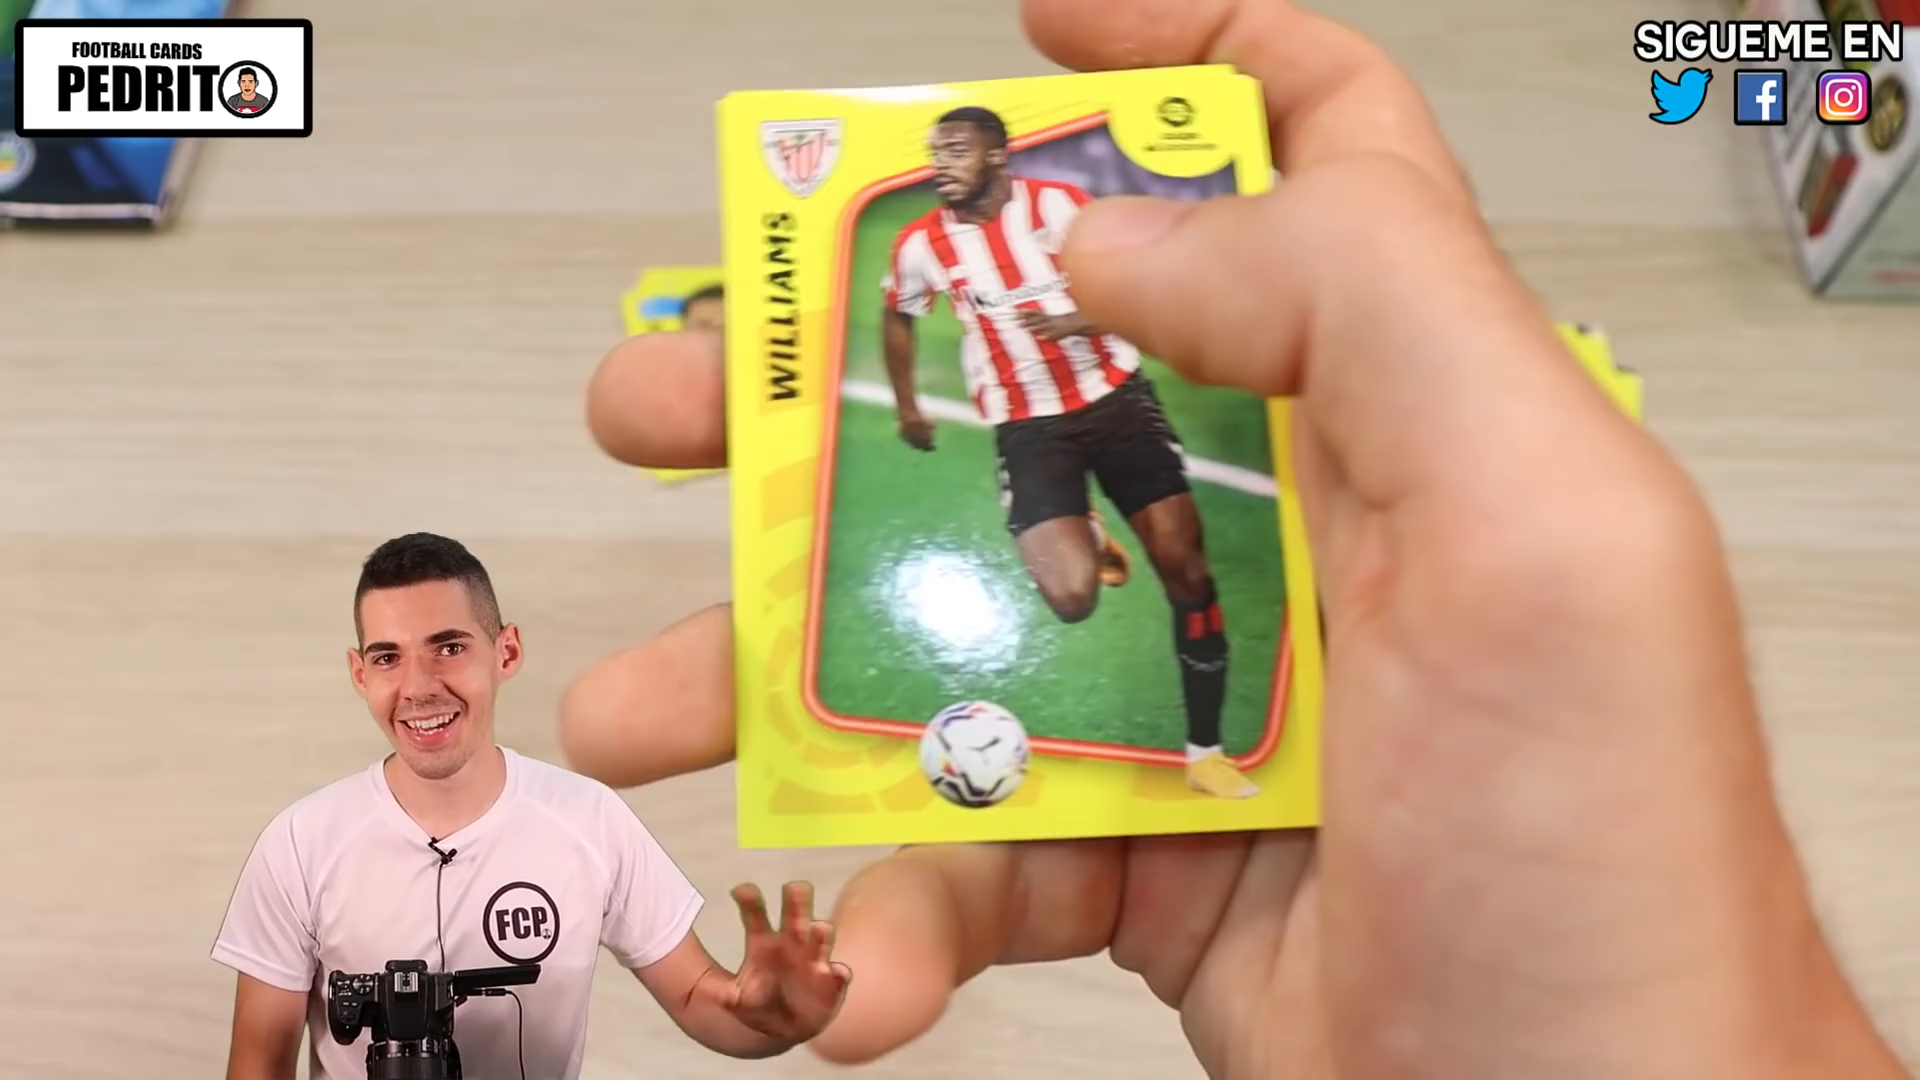 FOOTBALL CARDS
PEDRITO
SIGUEME EN
WILLIAMS
FCP